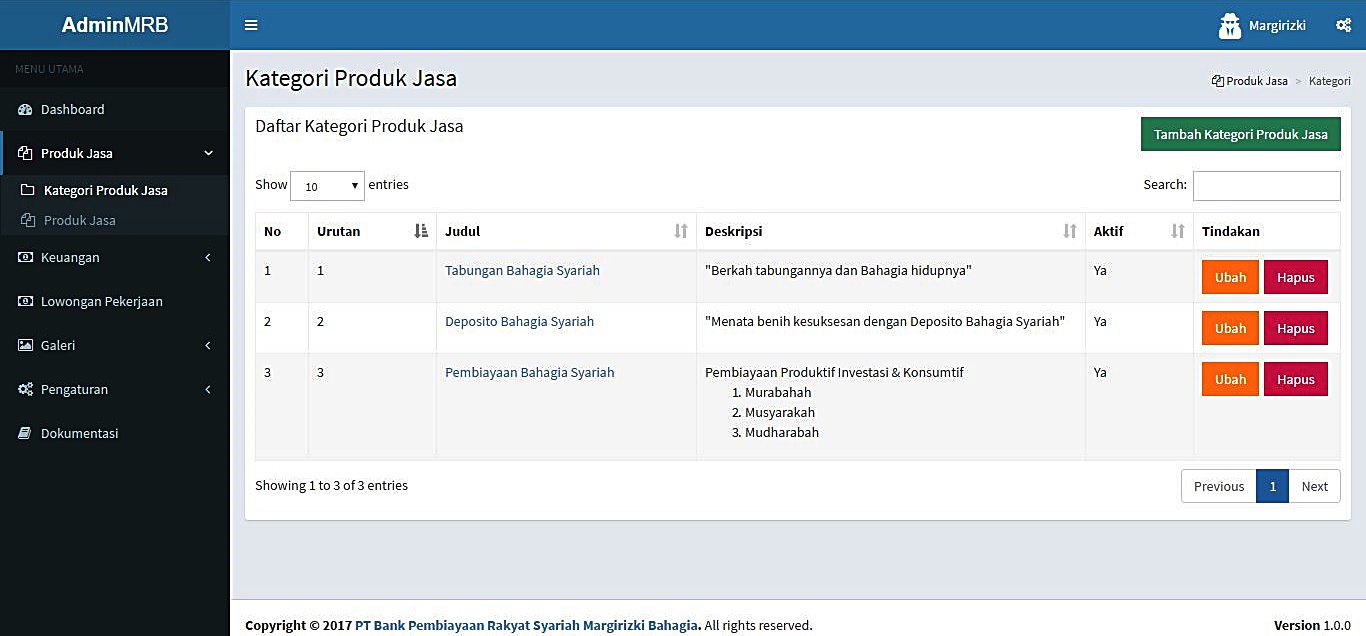 AdminMRB
Margirizki
MENU UTAMA
Dashboard
Produk Jasa
Kategori Produk Jasa
Produk Jasa
Keuangan
Lowongan Pekerjaan
Galeri
Pengaturan
Dokumentasi
Kategori Produk Jasa
Produk Jasa > Kategori
Daftar Kategori Produk Jasa
Tambah Kategori Produk Jasa
Show 10 entries
Search:
No Urutan Judul Deskripsi Aktif Tindakan
1 1 Tabungan Bahagia Syariah "Berkah tabungannya dan Bahagia hidupnya" Ya Ubah Hapus
2 2 Deposito Bahagia Syariah "Menata benih kesuksesan dengan Deposito Bahagia Syariah" Ya Ubah Hapus
3 3 Pembiayaan Bahagia Syariah Pembiayaan Produktif Investasi & Konsumtif Ya Ubah Hapus
1. Murabahah
2. Musyarakah
3. Mudharabah
Showing 1 to 3 of 3 entries
Previous 1 Next
Copyright © 2017 PT Bank Pembiayaan Rakyat Syariah Margirizki Bahagia. All rights reserved.
Version 1.0.0